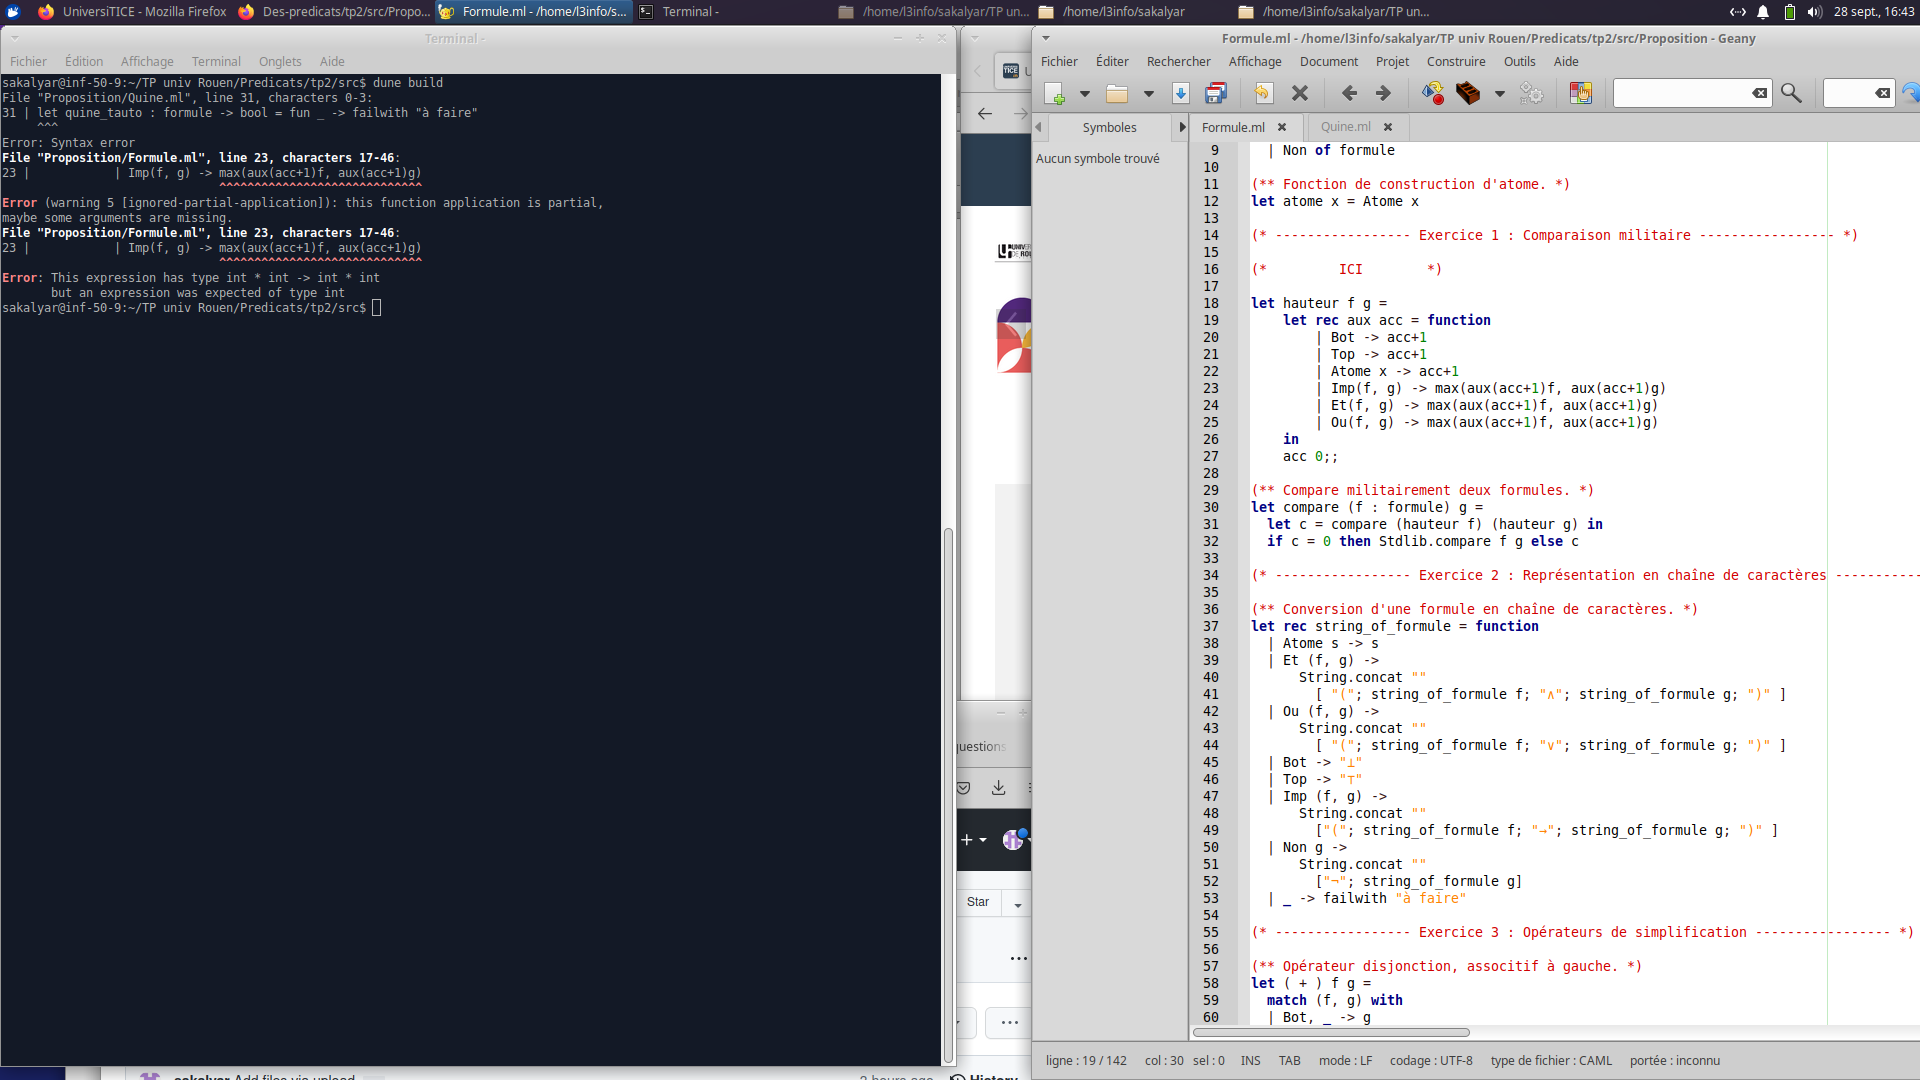 UniversiTICE - Mozilla Firefox
Des-predicats/tp2/src/Propo...
Formule.ml - /home/l3info/s...
Terminal -
/home/l3info/sakalyar/TP un...
/home/l3info/sakalyar
/home/l3info/sakalyar/TP un...
28 sept., 16:43
Terminal -
Fichier Édition Affichage Terminal Onglets Aide
sakalyar@inf-50-9:~/TP univ Rouen/Predicats/tp2/src$ dune build
File "Proposition/Quine.ml", line 31, characters 0-3:
31 | let quine_tauto : formule -> bool = fun _ -> failwith "à faire"
^^^
Error: Syntax error
File "Proposition/Formule.ml", line 23, characters 17-46:
23 |            | Imp(f, g) -> max(aux(acc+1)f, aux(acc+1)g)
^^^^^^^^^^^^^^^^^^^^^^^^^^^^^
Error (warning 5 [ignored-partial-application]): this function application is partial,
maybe some arguments are missing.
File "Proposition/Formule.ml", line 23, characters 17-46:
23 |            | Imp(f, g) -> max(aux(acc+1)f, aux(acc+1)g)
^^^^^^^^^^^^^^^^^^^^^^^^^^^^^
Error: This expression has type int * int -> int * int
but an expression was expected of type int
sakalyar@inf-50-9:~/TP univ Rouen/Predicats/tp2/src$
Star
2 hours ago
History
sakalyar Add files via upload
Formule.ml - /home/l3info/sakalyar/TP univ Rouen/Predicats/tp2/src/Proposition - Geany
Fichier Éditer Rechercher Affichage Document Projet Construire Outils Aide
Symboles
Formule.ml
Quine.ml
Aucun symbole trouvé
9   | Non of formule
10
11 (** Fonction de construction d'atome. *)
12 let atome x = Atome x
13
14 (* ----------------- Exercice 1 : Comparaison militaire ----------------- *)
15
16 (*         ICI        *)
17
18 let hauteur f g =
19     let rec aux acc = function
20         | Bot -> acc+1
21         | Top -> acc+1
22         | Atome x -> acc+1
23         | Imp(f, g) -> max(aux(acc+1)f, aux(acc+1)g)
24         | Et(f, g) -> max(aux(acc+1)f, aux(acc+1)g)
25         | Ou(f, g) -> max(aux(acc+1)f, aux(acc+1)g)
26     in
27     acc 0;;
28
29 (** Compare militairement deux formules. *)
30 let compare (f : formule) g =
31   let c = compare (hauteur f) (hauteur g) in
32   if c = 0 then Stdlib.compare f g else c
33
34 (* ----------------- Exercice 2 : Représentation en chaîne de caractères -----------
35
36 (** Conversion d'une formule en chaîne de caractères. *)
37 let rec string_of_formule = function
38   | Atome s -> s
39   | Et (f, g) ->
40       String.concat ""
41         [ "("; string_of_formule f; "∧"; string_of_formule g; ")" ]
42   | Ou (f, g) ->
43       String.concat ""
44         [ "("; string_of_formule f; "∨"; string_of_formule g; ")" ]
45   | Bot -> "⊥"
46   | Top -> "⊤"
47   | Imp (f, g) ->
48       String.concat ""
49         ["("; string_of_formule f; "→"; string_of_formule g; ")" ]
50   | Non g ->
51       String.concat ""
52         ["¬"; string_of_formule g]
53   | _ -> failwith "à faire"
54
55 (* ----------------- Exercice 3 : Opérateurs de simplification ----------------- *)
56
57 (** Opérateur disjonction, associtif à gauche. *)
58 let ( + ) f g =
59   match (f, g) with
60   | Bot, _ -> g
ligne : 19 / 142 col : 30 sel : 0 INS TAB mode : LF codage : UTF-8 type de fichier : CAML portée : inconnu